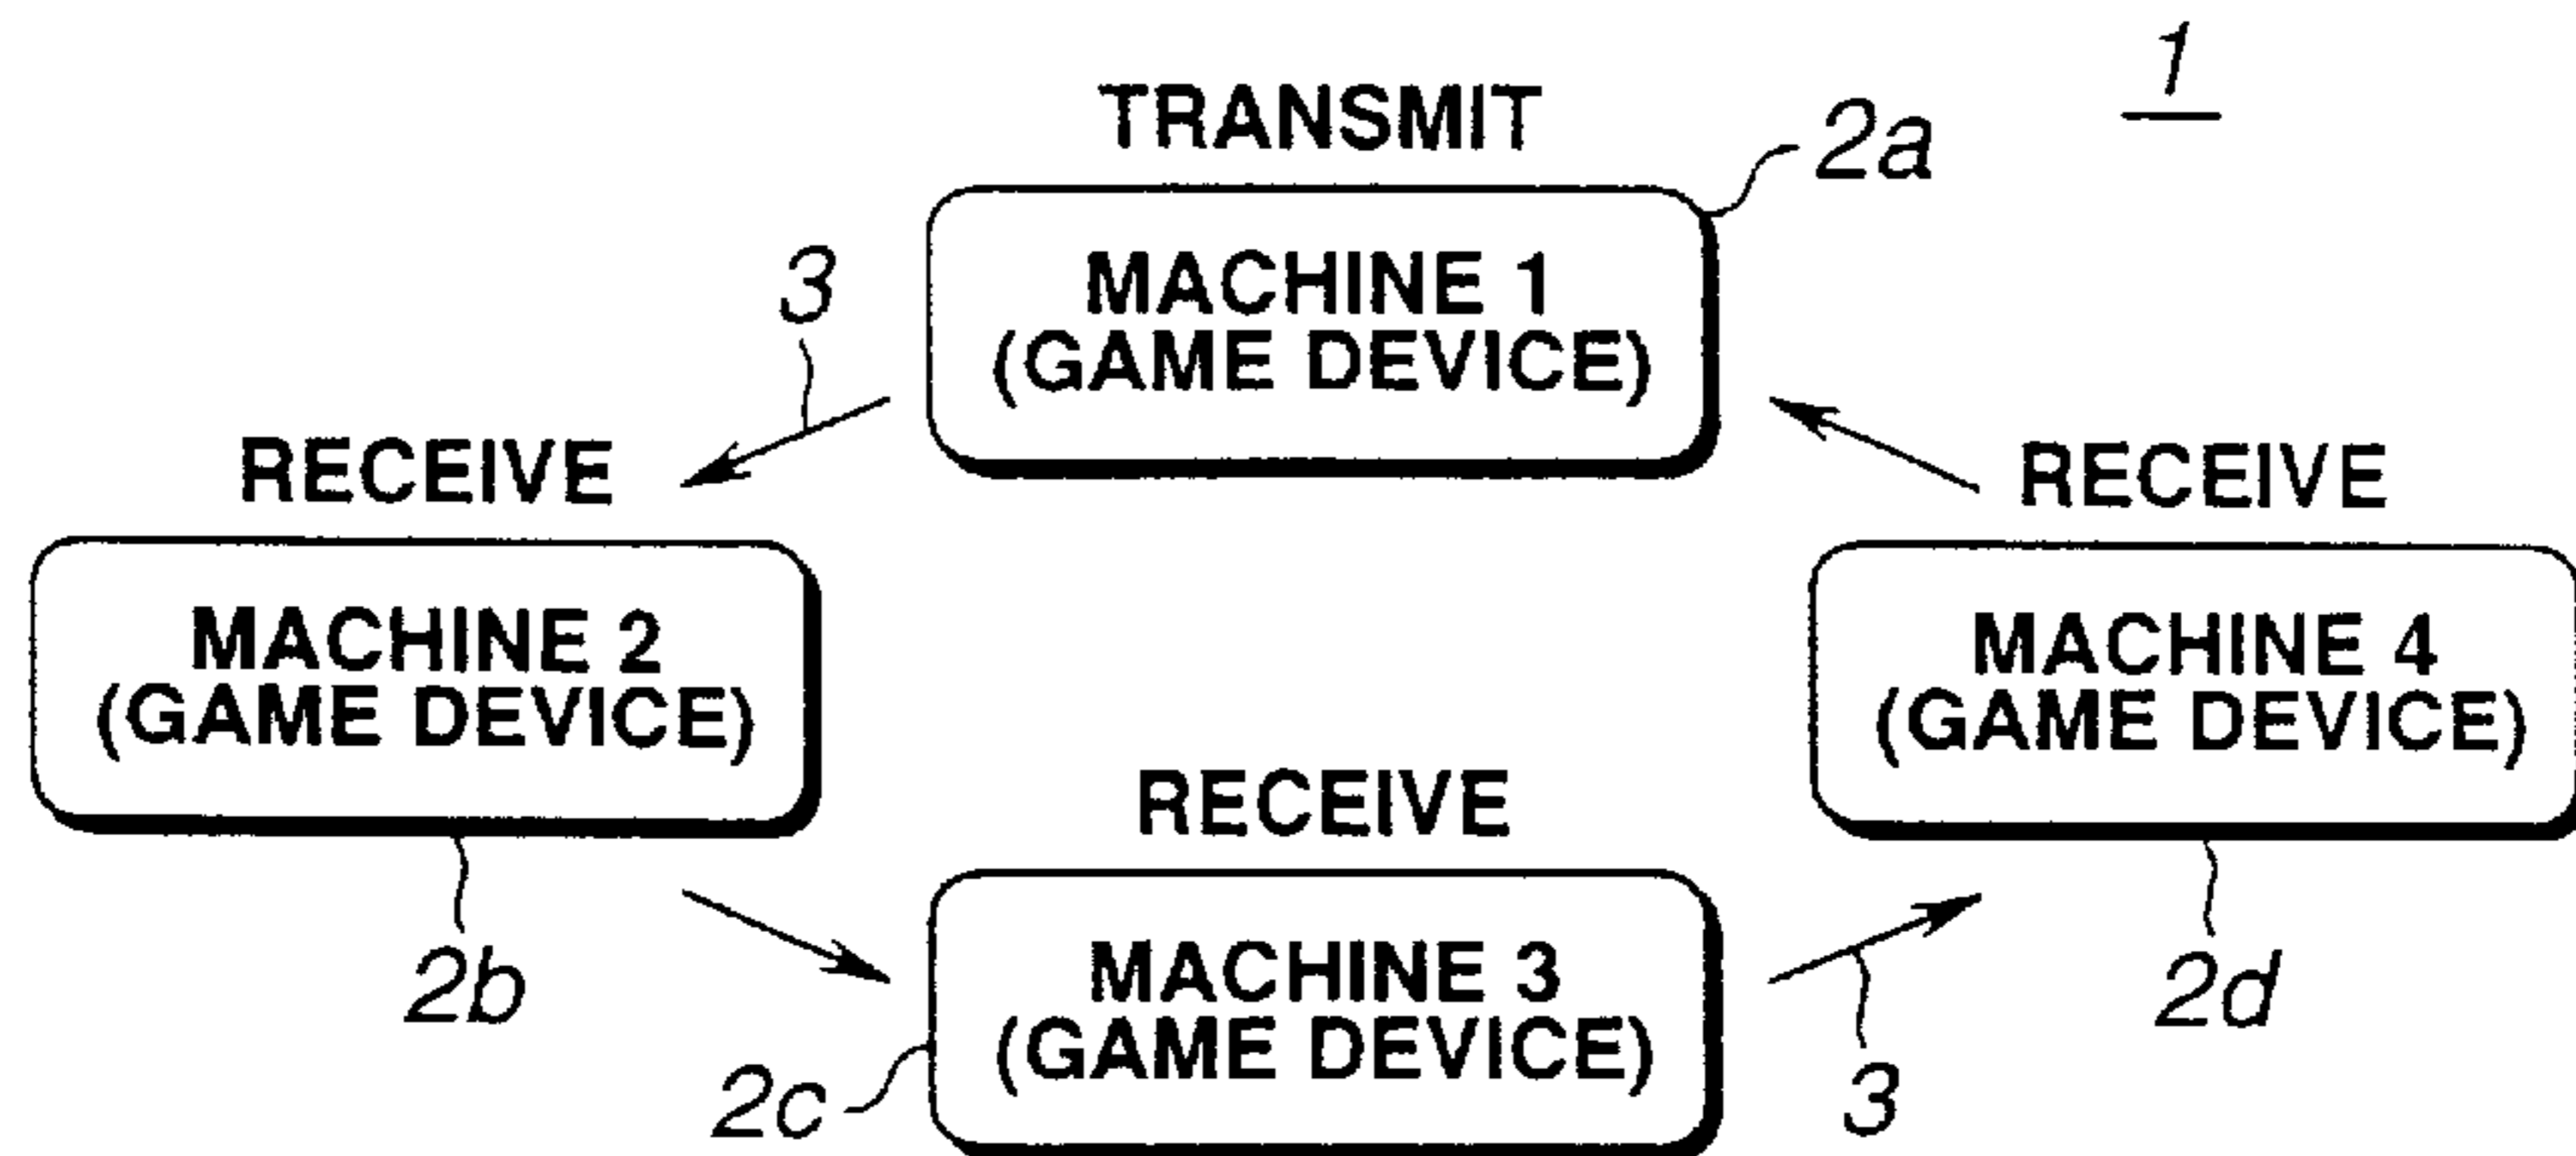 1
TRANSMIT
2a
MACHINE 1
(GAME DEVICE)
3
RECEIVE
MACHINE 2
(GAME DEVICE)
2b
RECEIVE
MACHINE 4
(GAME DEVICE)
2d
RECEIVE
MACHINE 3
(GAME DEVICE)
2c
3